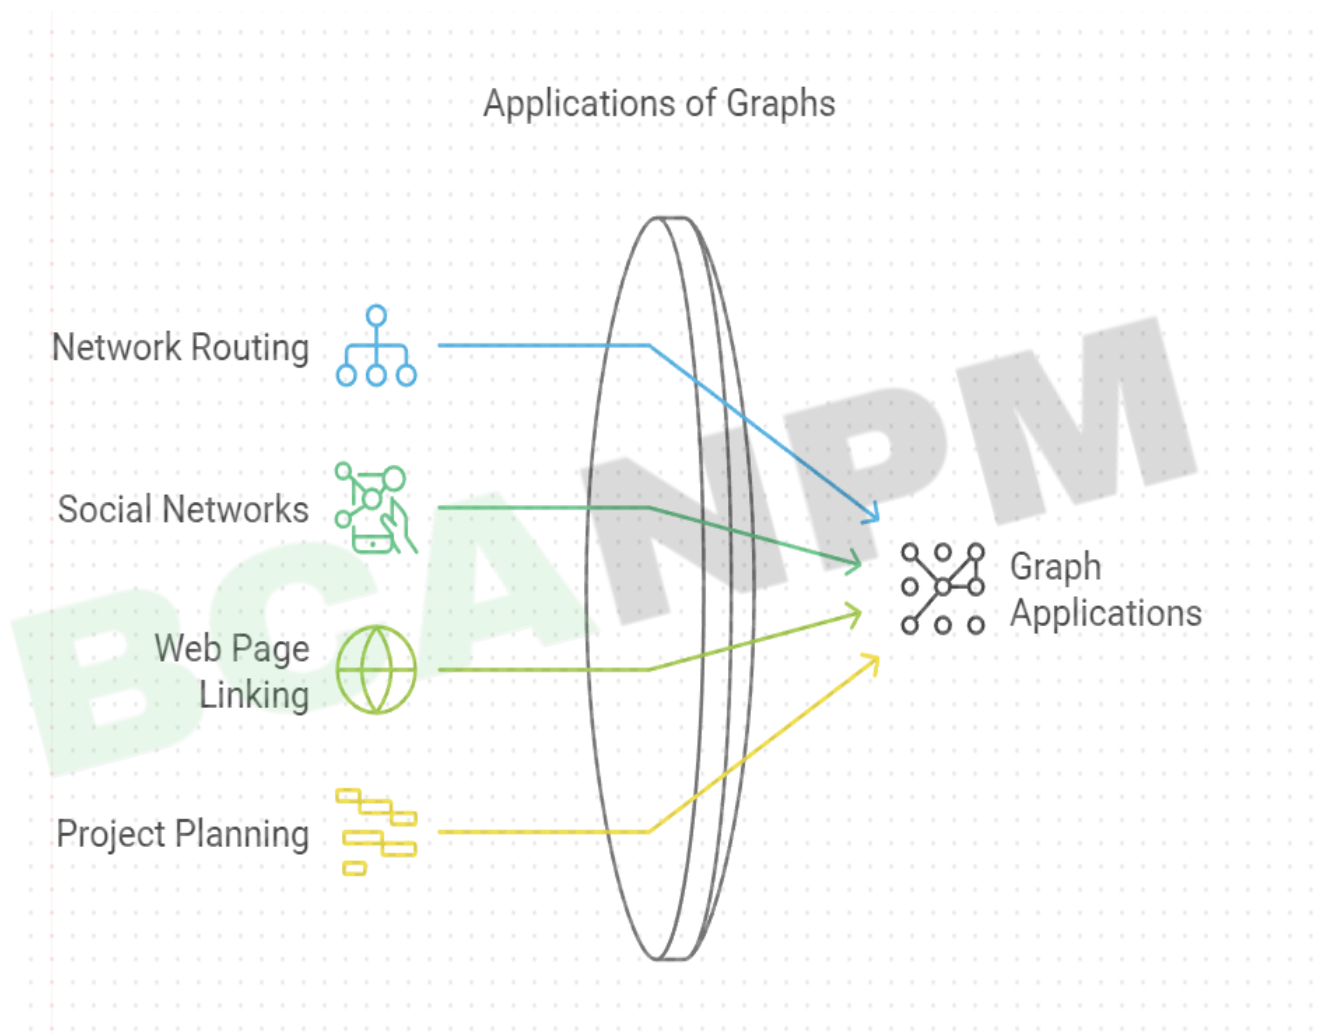 Applications of Graphs
Network Routing
Social Networks
Web Page
Linking
Project Planning
Graph
Applications
BCANPM